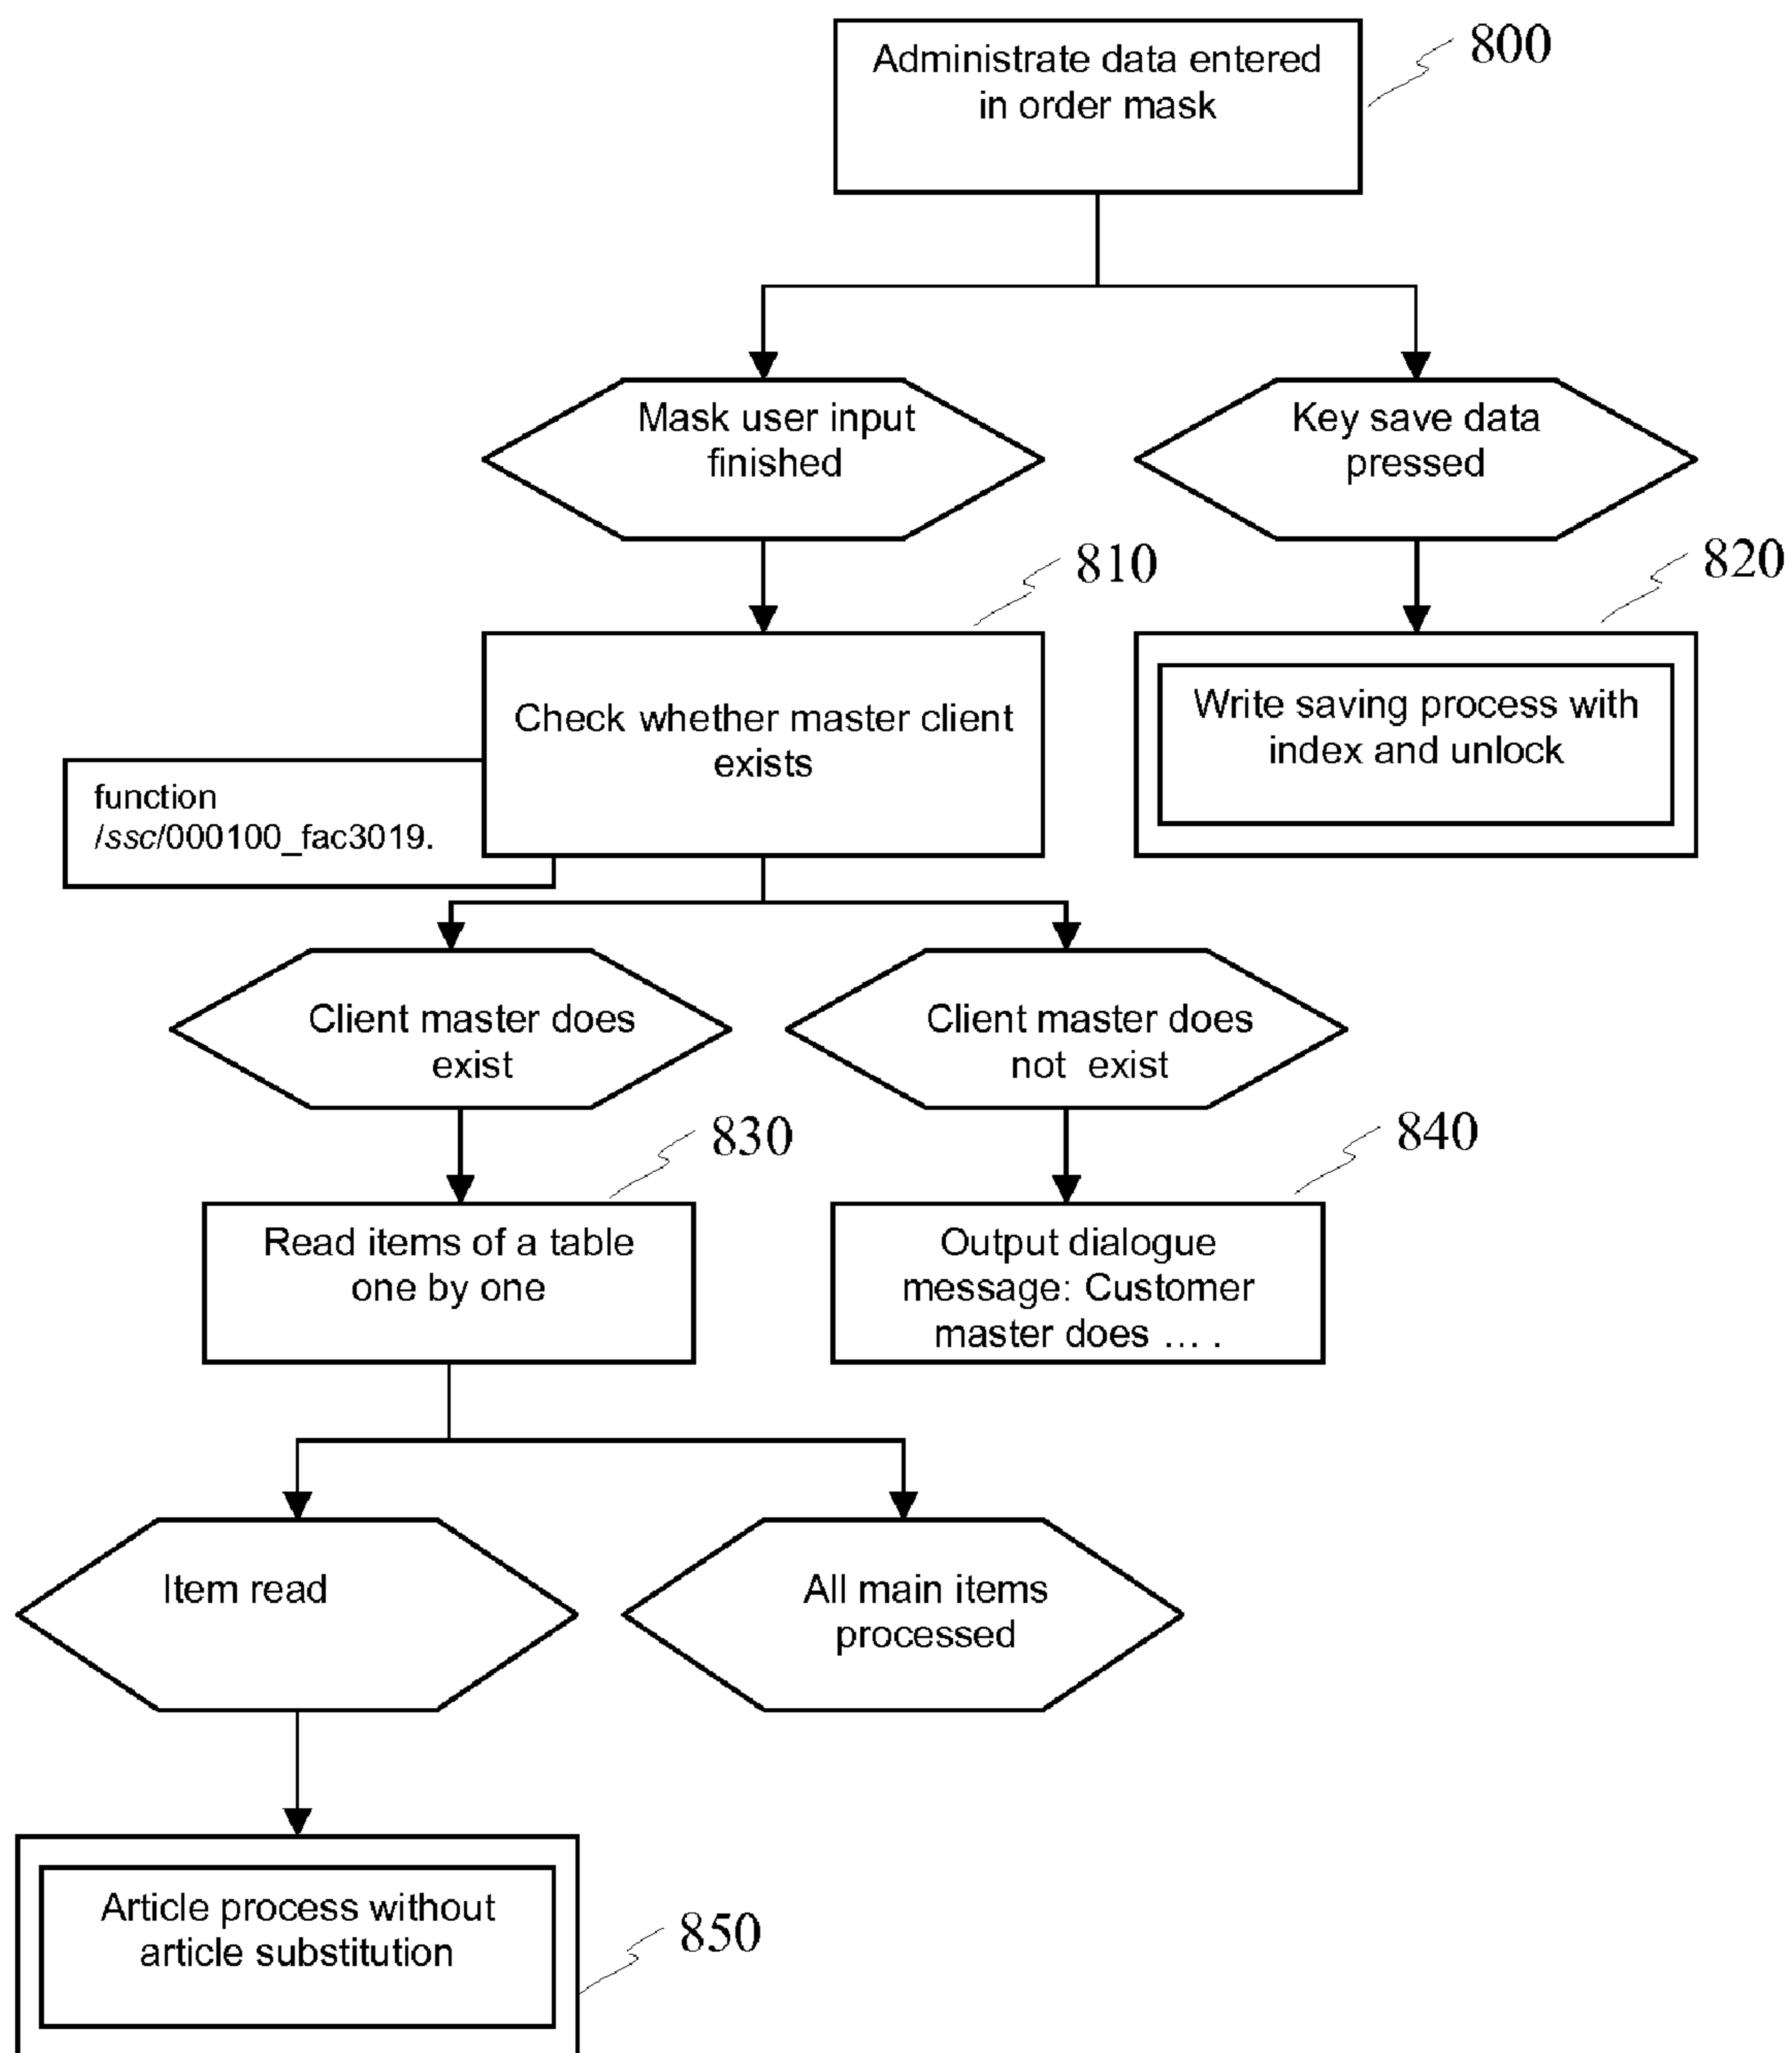 Administrate data entered
in order mask
800
Mask user input
finished
Key save data
pressed
810
820
Check whether master client
exists
Write saving process with
index and unlock
function
/ssc/000100_fac3019.
Client master does
exist
Client master does
not exist
830
840
Read items of a table
one by one
Output dialogue
message: Customer
master does ... .
Item read
All main items
processed
Article process without
article substitution
850